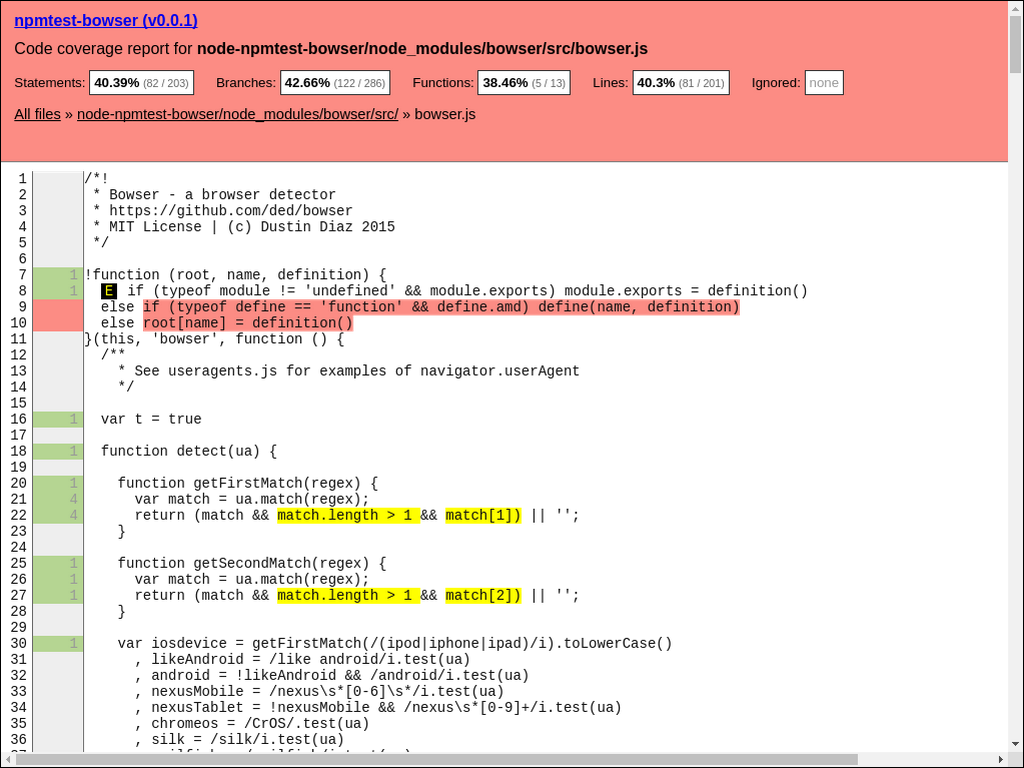 npmtest-bowser (v0.0.1)
Code coverage report for node-npmtest-bowser/node_modules/bowser/src/bowser.js
Statements: 40.39% (82 / 203) Branches: 42.66% (122 / 286) Functions: 38.46% (5 / 13) Lines: 40.3% (81 / 201) Ignored: none
All files » node-npmtest-bowser/node_modules/bowser/src/ » bowser.js
1 /*!
2 * Bowser - a browser detector
3 * https://github.com/ded/bowser
4 * MIT License | (c) Dustin Diaz 2015
5 */
6
7 1 !function (root, name, definition) {
8 1 E if (typeof module != 'undefined' && module.exports) module.exports = definition()
9 else if (typeof define == 'function' && define.amd) define(name, definition)
10 else root[name] = definition()
11 }(this, 'bowser', function () {
12 /**
13 * See useragents.js for examples of navigator.userAgent
14 */
15
16 1 var t = true
17
18 1 function detect(ua) {
19
20 1 function getFirstMatch(regex) {
21 4 var match = ua.match(regex);
22 4 return (match && match.length > 1 && match[1]) || '';
23 }
24
25 1 function getSecondMatch(regex) {
26 1 var match = ua.match(regex);
27 1 return (match && match.length > 1 && match[2]) || '';
28 }
29
30 1 var iosdevice = getFirstMatch(/(ipod|iphone|ipad)/i).toLowerCase()
31 , likeAndroid = /like android/i.test(ua)
32 , android = !likeAndroid && /android/i.test(ua)
33 , nexusMobile = /nexus\s*[0-6]\s*/i.test(ua)
34 , nexusTablet = !nexusMobile && /nexus\s*[0-9]+/i.test(ua)
35 , chromeos = /CrOS/.test(ua)
36 , silk = /silk/i.test(ua)